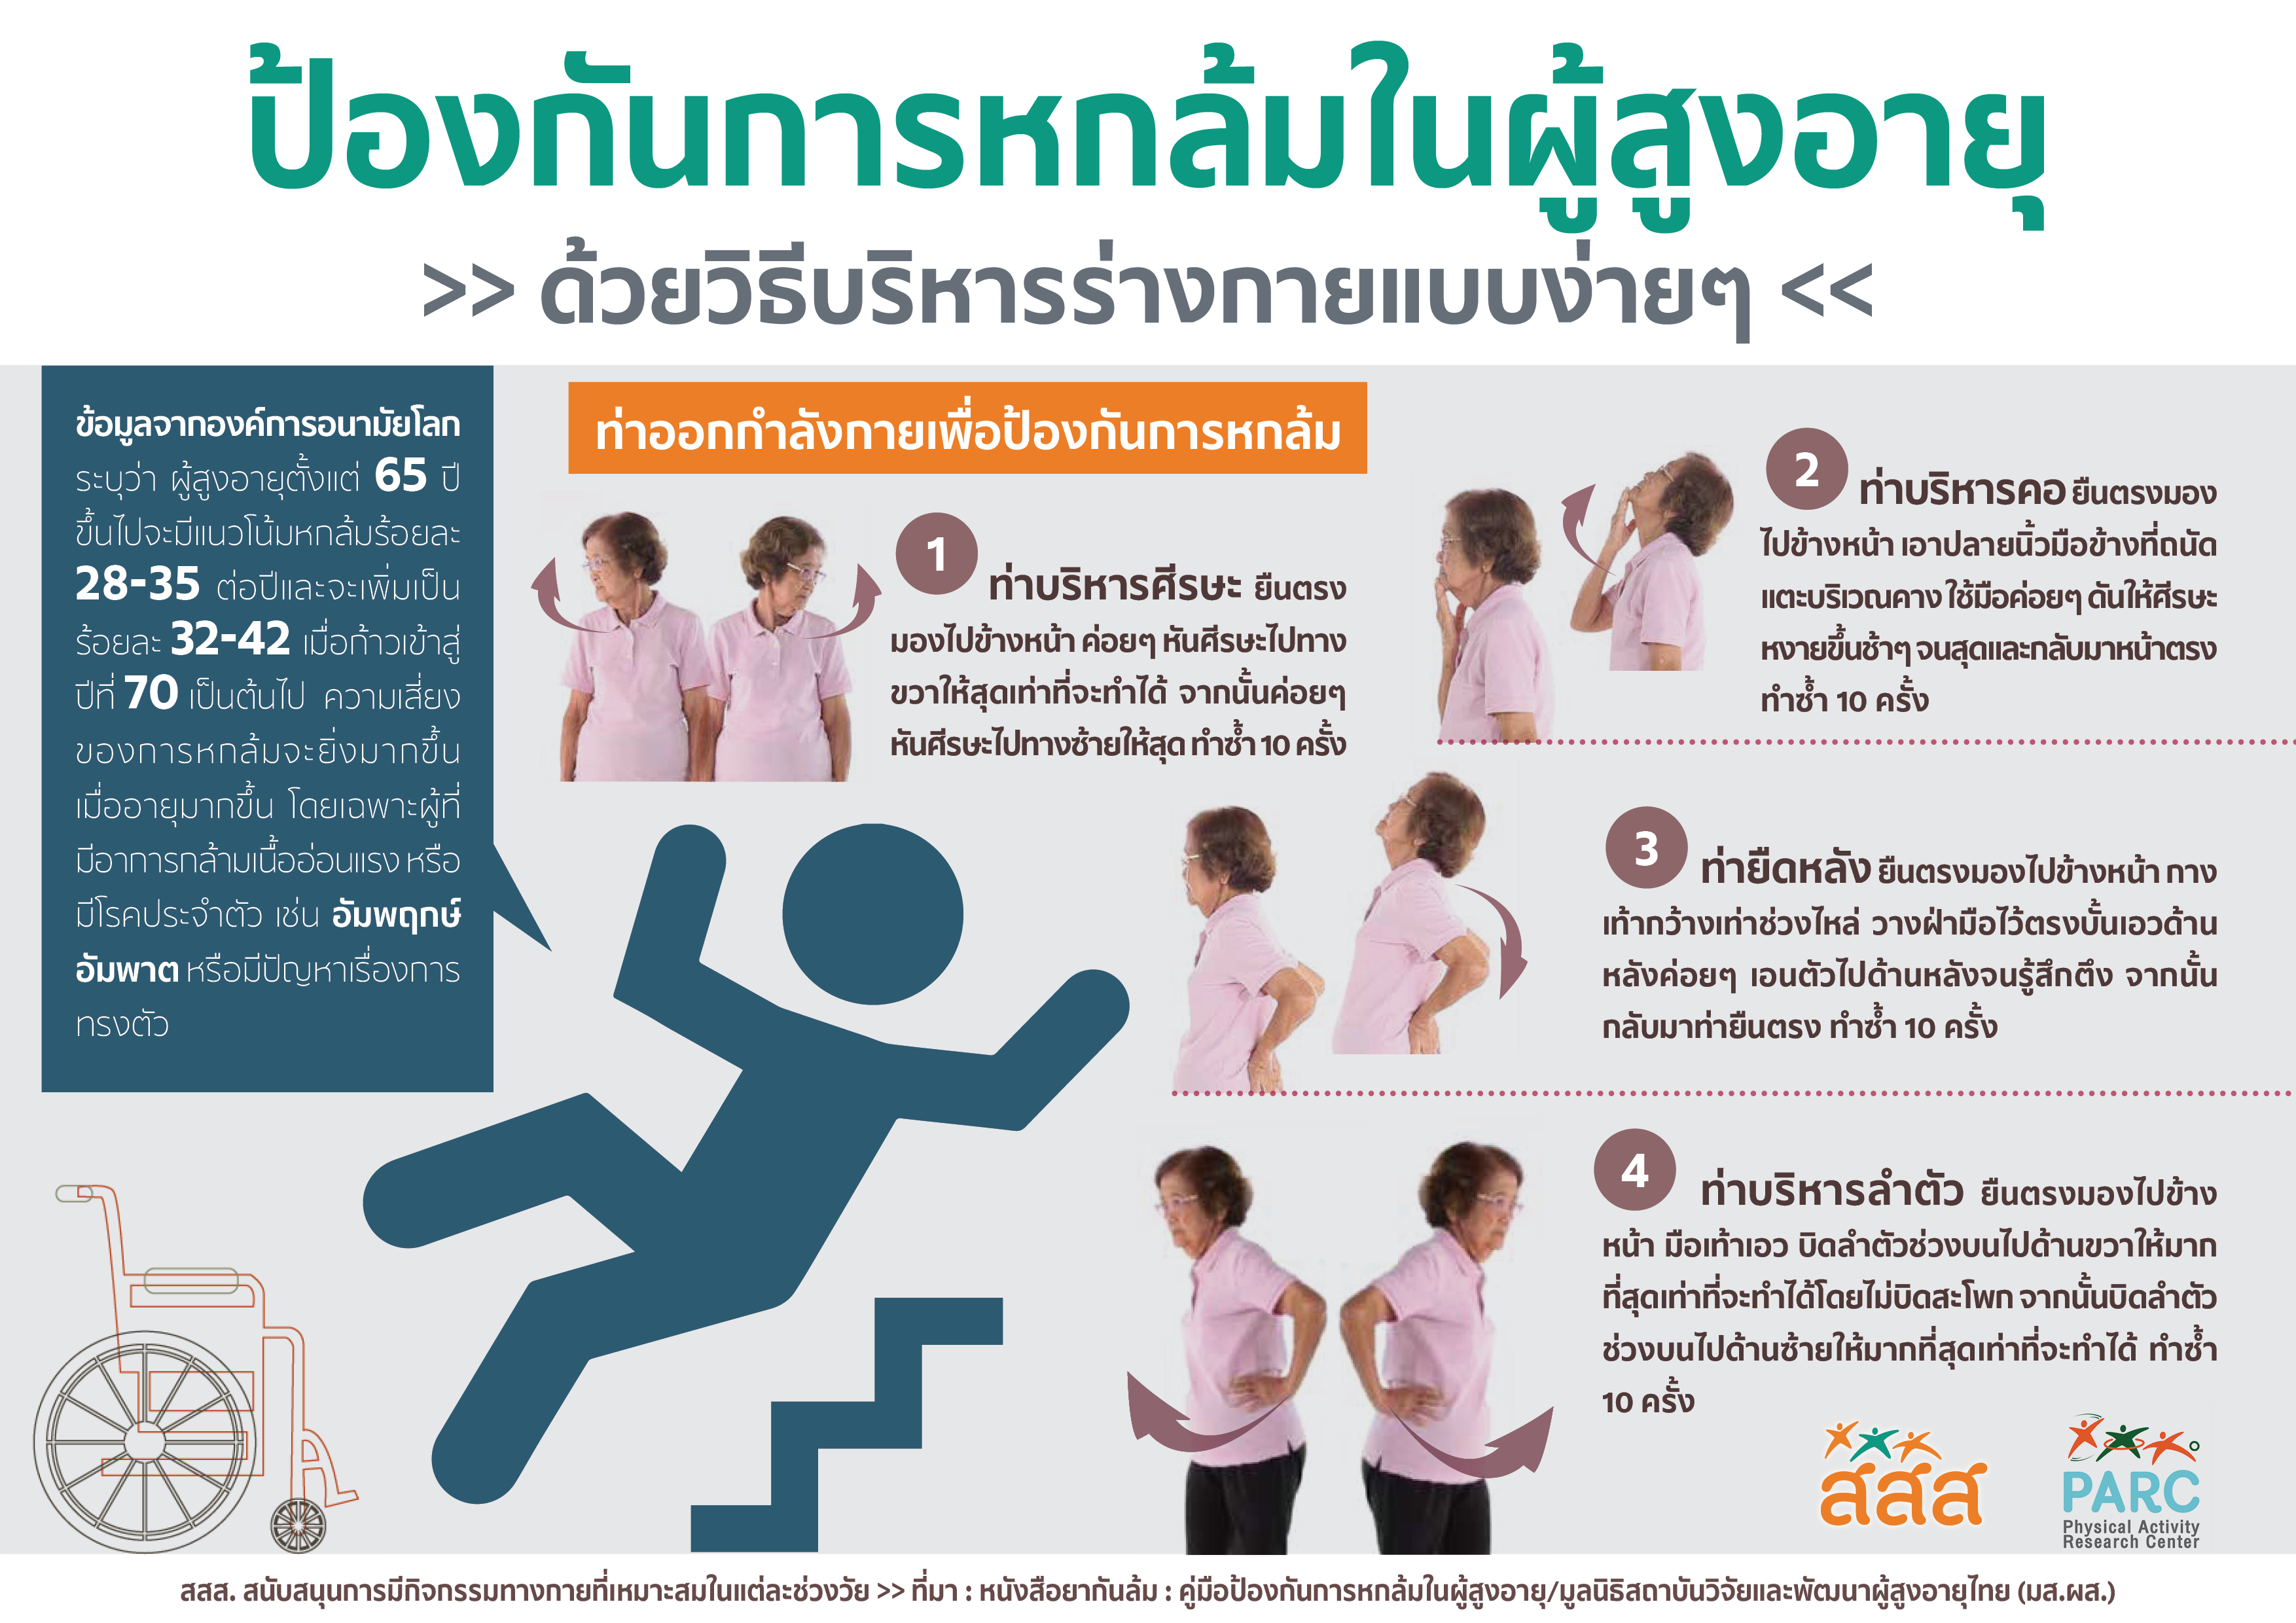 ป้องกันการหกล้มในผู้สูงอายุ
>> ด้วยวิธีบริหารร่างกายแบบง่ายๆ <<
ข้อมูลจากองค์การอนามัยโลก
ระบุว่า ผู้สูงอายุตั้งแต่ 65 ปี
ขึ้นไปจะมีแนวโน้มหกล้มร้อยละ
28-35 ต่อปีและจะเพิ่มเป็น
ร้อยละ 32-42 เมื่อก้าวเข้าสู่
ปีที่ 70 เป็นต้นไป ความเสี่ยง
ของการหกล้มจะยิ่งมากขึ้น
เมื่ออายุมากขึ้น โดยเฉพาะผู้ที่
มีอาการกล้ามเนื้ออ่อนแรง หรือ
มีโรคประจำตัว เช่น อัมพฤกษ์
อัมพาต หรือมีปัญหาเรื่องการ
ทรงตัว
ท่าออกกำลังกายเพื่อป้องกันการหกล้ม
1 ท่าบริหารศีรษะ ยืนตรง
มองไปข้างหน้า ค่อยๆ หันศีรษะไปทาง
ขวาให้สุดเท่าที่จะทำได้ จากนั้นค่อยๆ
หันศีรษะไปทางซ้ายให้สุด ทำซ้ำ 10 ครั้ง
2 ท่าบริหารคอ ยืนตรงมอง
ไปข้างหน้า เอาปลายนิ้วมือข้างที่ถนัด
แตะบริเวณคาง ใช้มือค่อยๆ ดันให้ศีรษะ
หงายขึ้นช้าๆ จนสุดและกลับมาหน้าตรง
ทำซ้ำ 10 ครั้ง
3 ท่ายืดหลัง ยืนตรงมองไปข้างหน้า กาง
เท้ากว้างเท่าช่วงไหล่ วางฝ่ามือไว้ตรงบั้นเอวด้าน
หลังค่อยๆ เอนตัวไปด้านหลังจนรู้สึกตึง จากนั้น
กลับมาท่ายืนตรง ทำซ้ำ 10 ครั้ง
4 ท่าบริหารลำตัว ยืนตรงมองไปข้าง
หน้า มือเท้าเอว บิดลำตัวช่วงบนไปด้านขวาให้มาก
ที่สุดเท่าที่จะทำได้โดยไม่บิดสะโพก จากนั้นบิดลำตัว
ช่วงบนไปด้านซ้ายให้มากที่สุดเท่าที่จะทำได้ ทำซ้ำ
10 ครั้ง
สสส
PARC
Physical Activity
Research Center
สสส. สนับสนุนการมีกิจกรรมทางกายที่เหมาะสมในแต่ละช่วงวัย >> ที่มา : หนังสือยากันล้ม : คู่มือป้องกันการหกล้มในผู้สูงอายุ/มูลนิธิสถาบันวิจัยและพัฒนาผู้สูงอายุไทย (มส.ผส.)